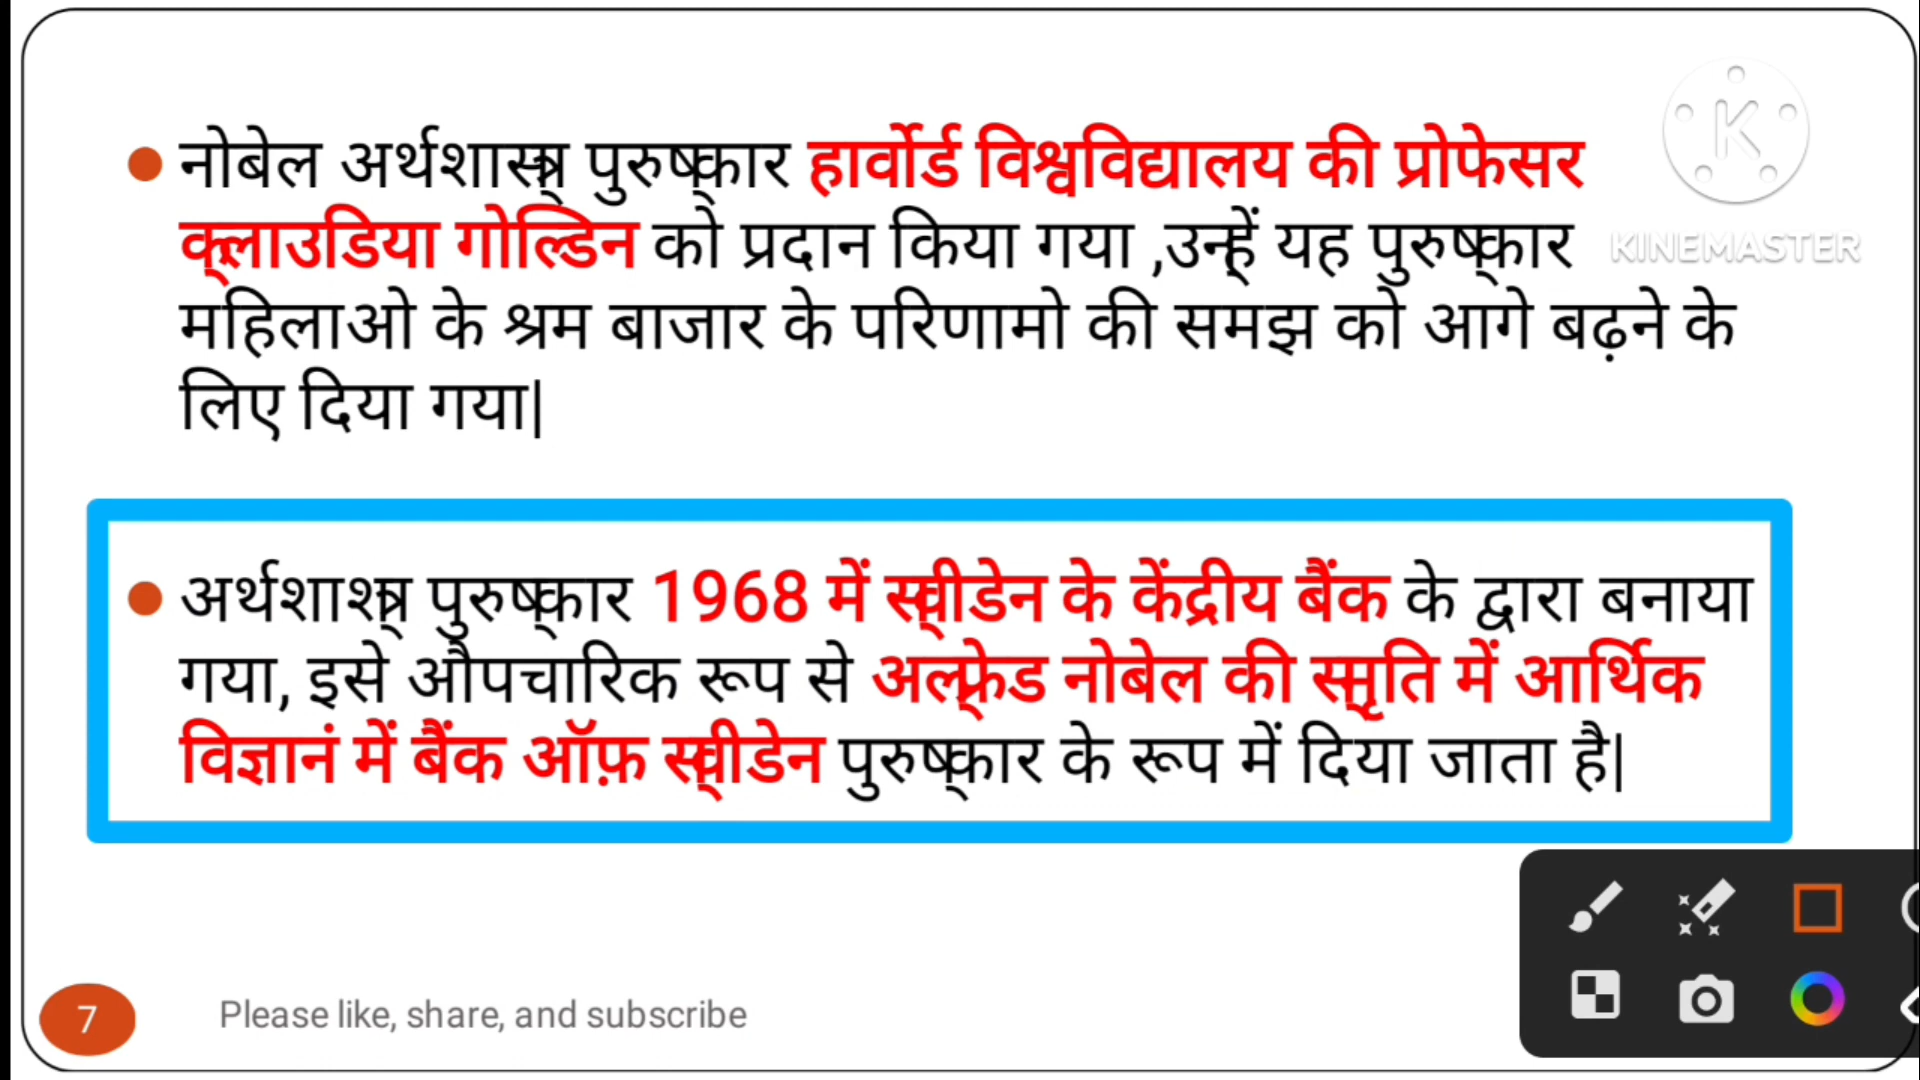 नोबेल अर्थशास्त्र पुरुष्कार हार्वोर्ड विश्वविद्यालय की प्रोफेसर
क्लाउडिया गोल्डिन को प्रदान किया गया ,उन्हें यह पुरुष्कार
महिलाओ के श्रम बाजार के परिणामो की समझ को आगे बढ़ने के
लिए दिया गया|
K
KINEMASTER
अर्थशाश्त्र पुरुष्कार 1968 में स्वीडेन के केंद्रीय बैंक के द्वारा बनाया
गया, इसे औपचारिक रूप से अल्फ्रेड नोबेल की स्मृति में आर्थिक
विज्ञानं में बैंक ऑफ़ स्वीडेन पुरुष्कार के रूप में दिया जाता है|
7
Please like, share, and subscribe